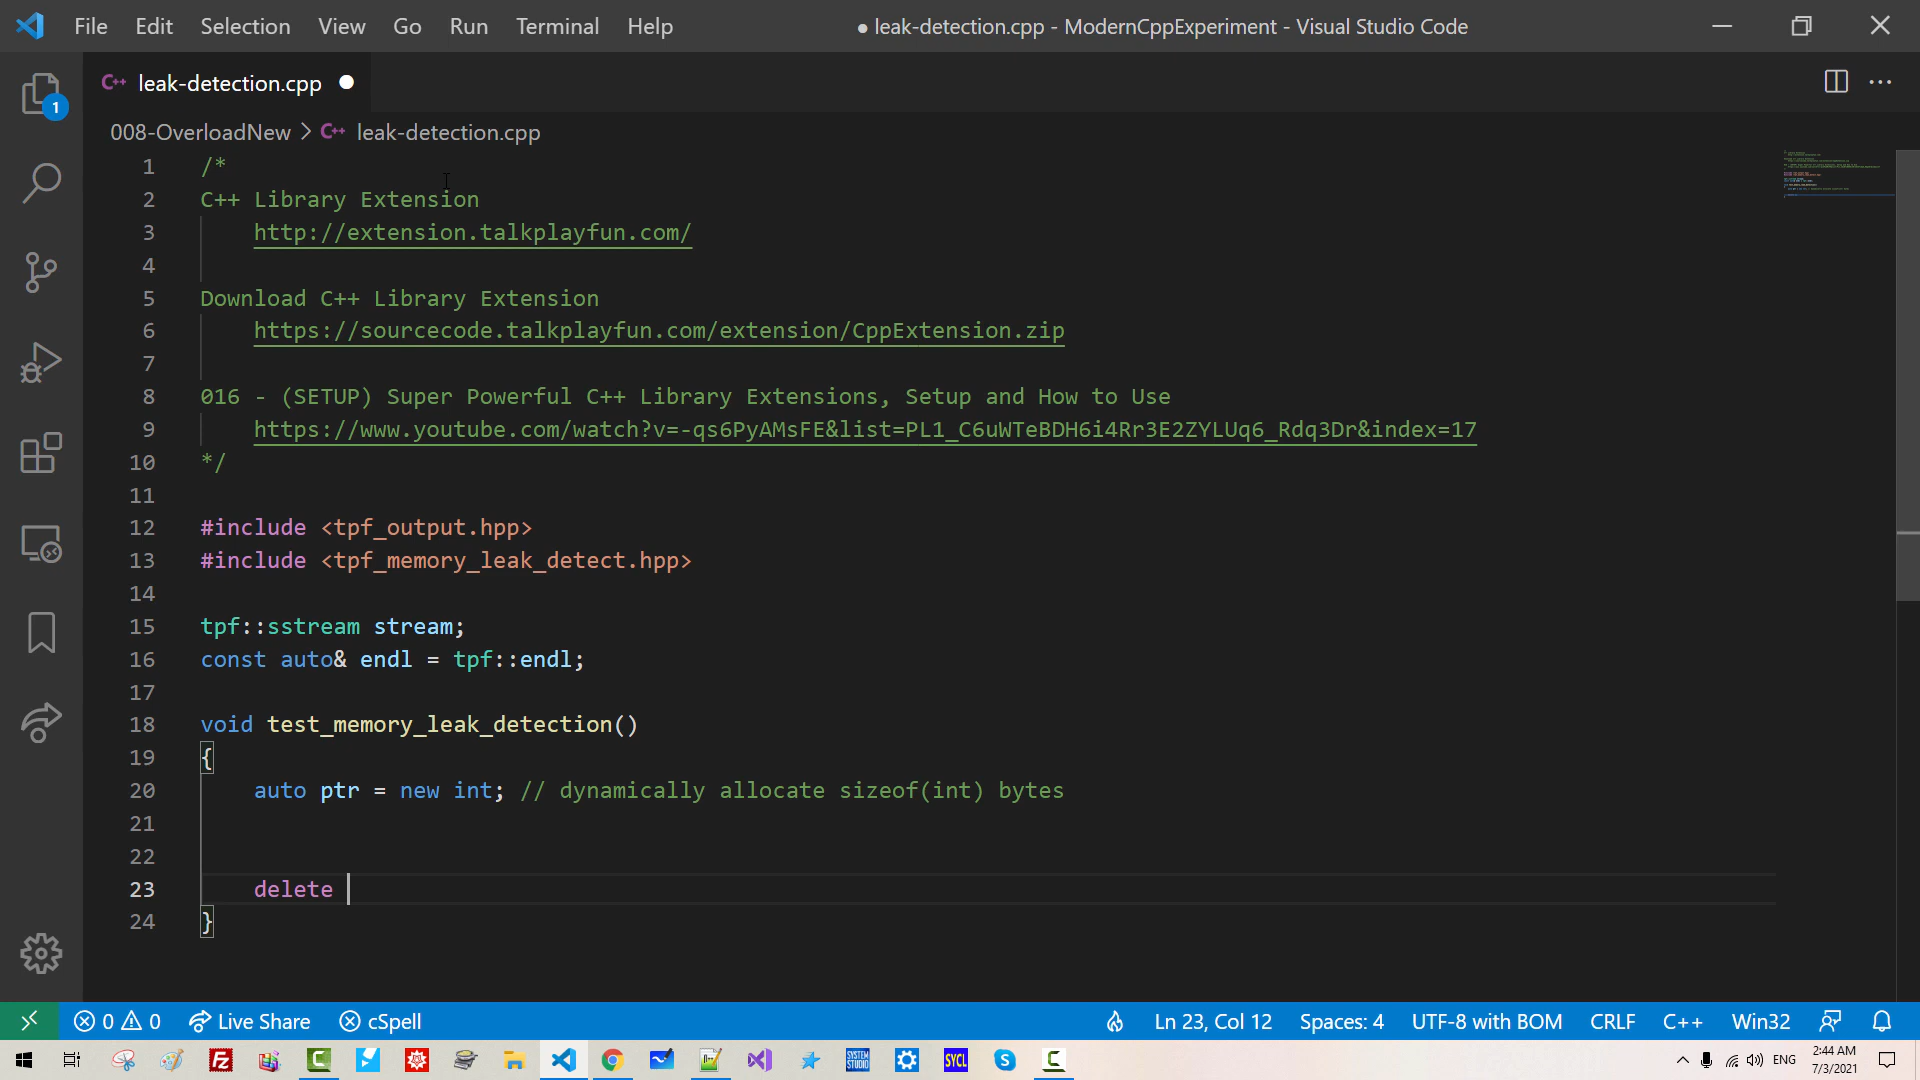 File Edit Selection View Go Run Terminal Help
● leak-detection.cpp - ModernCppExperiment - Visual Studio Code
C++ leak-detection.cpp
1
008-OverloadNew > C++ leak-detection.cpp
1 /*
2 C++ Library Extension
3 http://extension.talkplayfun.com/
4
5 Download C++ Library Extension
6 https://sourcecode.talkplayfun.com/extension/CppExtension.zip
7
8 016 - (SETUP) Super Powerful C++ Library Extensions, Setup and How to Use
9 https://www.youtube.com/watch?v=-qs6PyAMsFE&list=PL1_C6uWTeBDH6i4Rr3E2ZYLUq6_Rdq3Dr&index=17
10 */
11
12 #include <tpf_output.hpp>
13 #include <tpf_memory_leak_detect.hpp>
14
15 tpf::sstream stream;
16 const auto& endl = tpf::endl;
17
18 void test_memory_leak_detection()
19 {
20 auto ptr = new int; // dynamically allocate sizeof(int) bytes
21
22
23 delete
24 }
0 0 Live Share cSpell Ln 23, Col 12 Spaces: 4 UTF-8 with BOM CRLF C++ Win32
SYSTEM STUDIO SYCL ENG 2:44 AM
7/3/2021